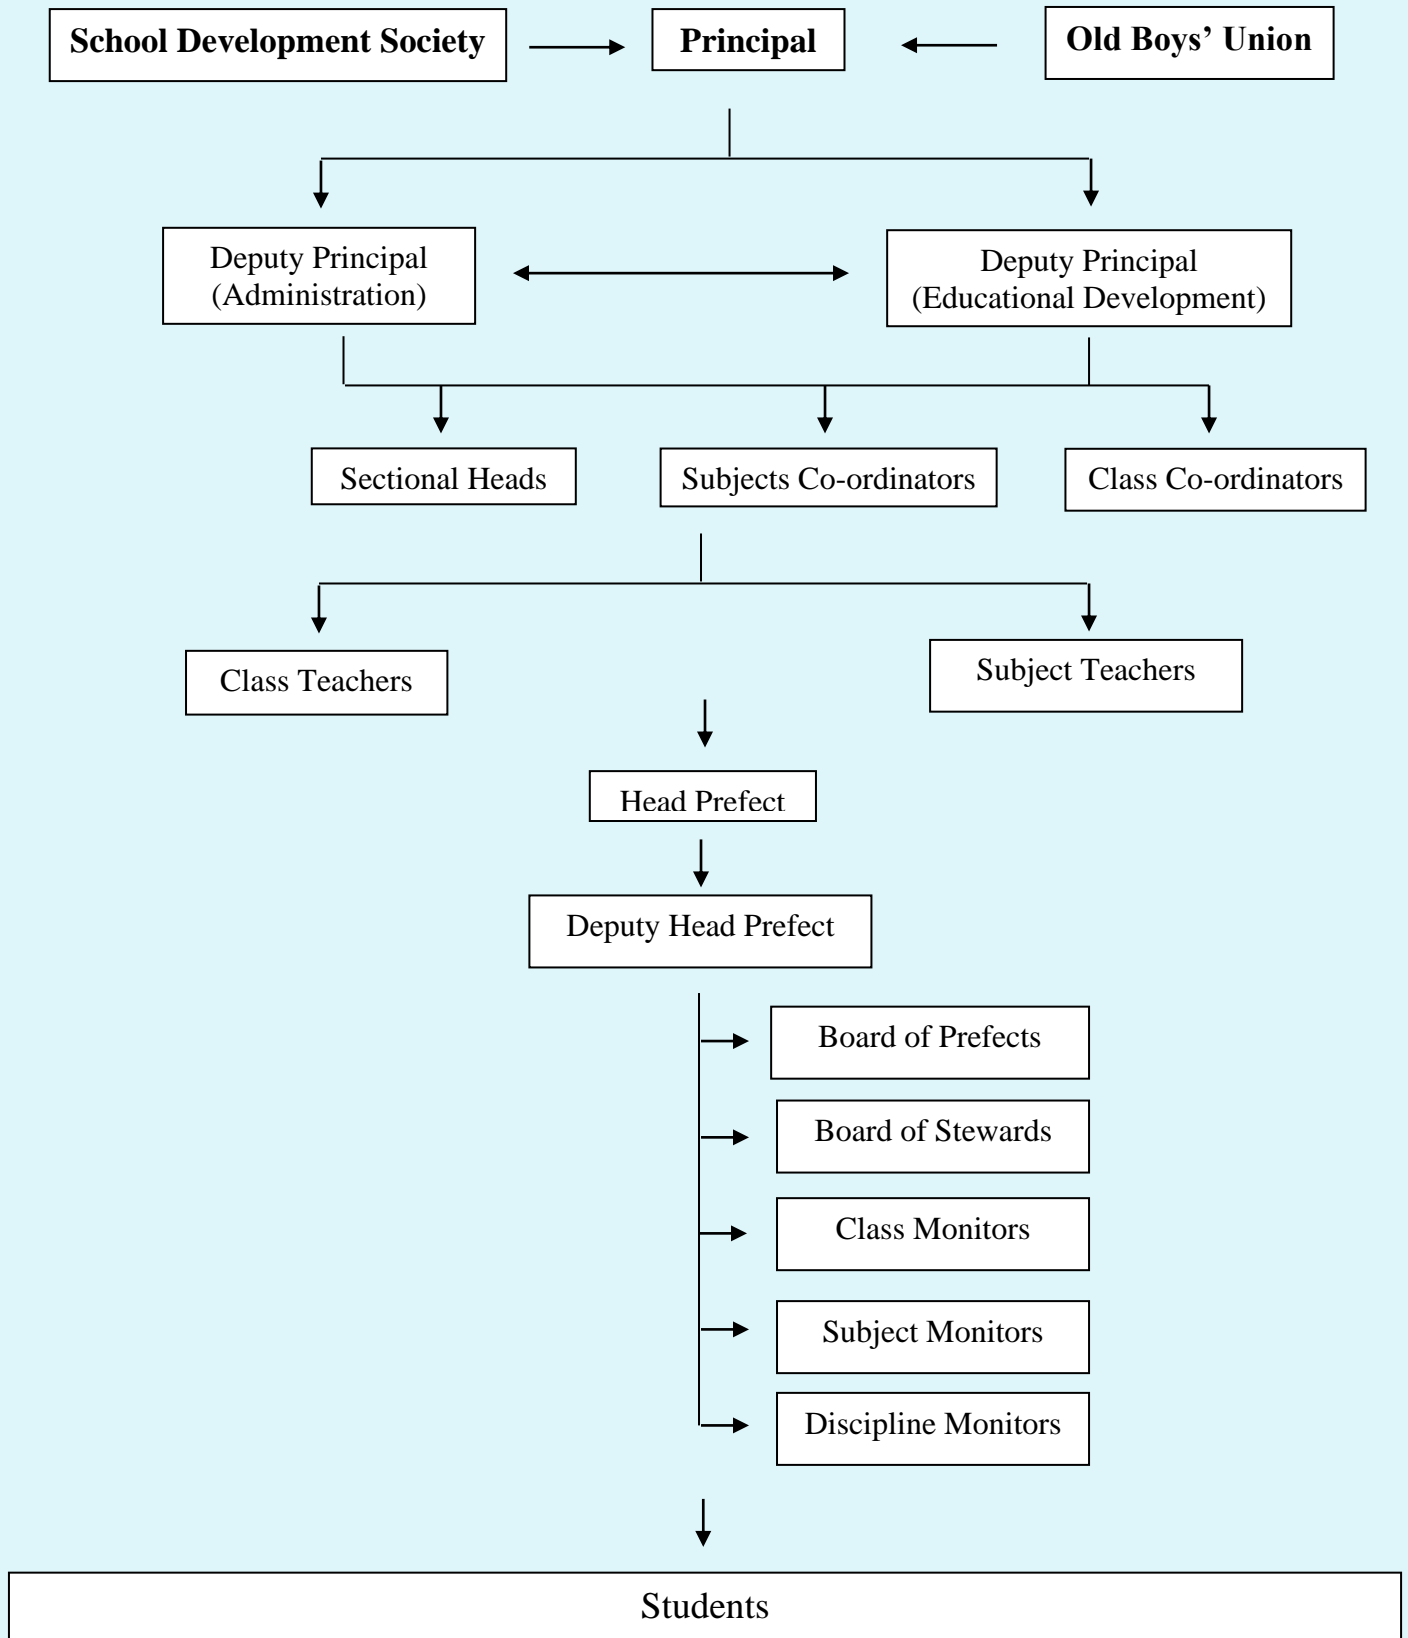 School Development Society
Principal
Old Boys’ Union
Deputy Principal
(Administration)
Deputy Principal
(Educational Development)
Sectional Heads
Subjects Co-ordinators
Class Co-ordinators
Class Teachers
Subject Teachers
Head Prefect
Deputy Head Prefect
Board of Prefects
Board of Stewards
Class Monitors
Subject Monitors
Discipline Monitors
Students